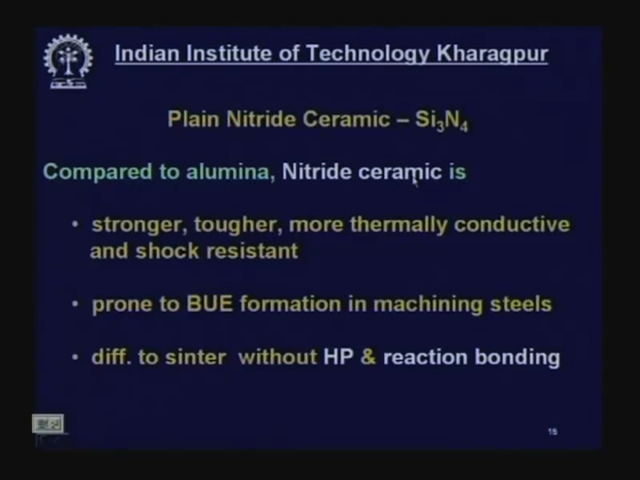 Indian Institute of Technology Kharagpur
Plain Nitride Ceramic – Si₃N₄
Compared to alumina, Nitride ceramic is
• stronger, tougher, more thermally conductive
and shock resistant
• prone to BUE formation in machining steels
• diff. to sinter without HP & reaction bonding